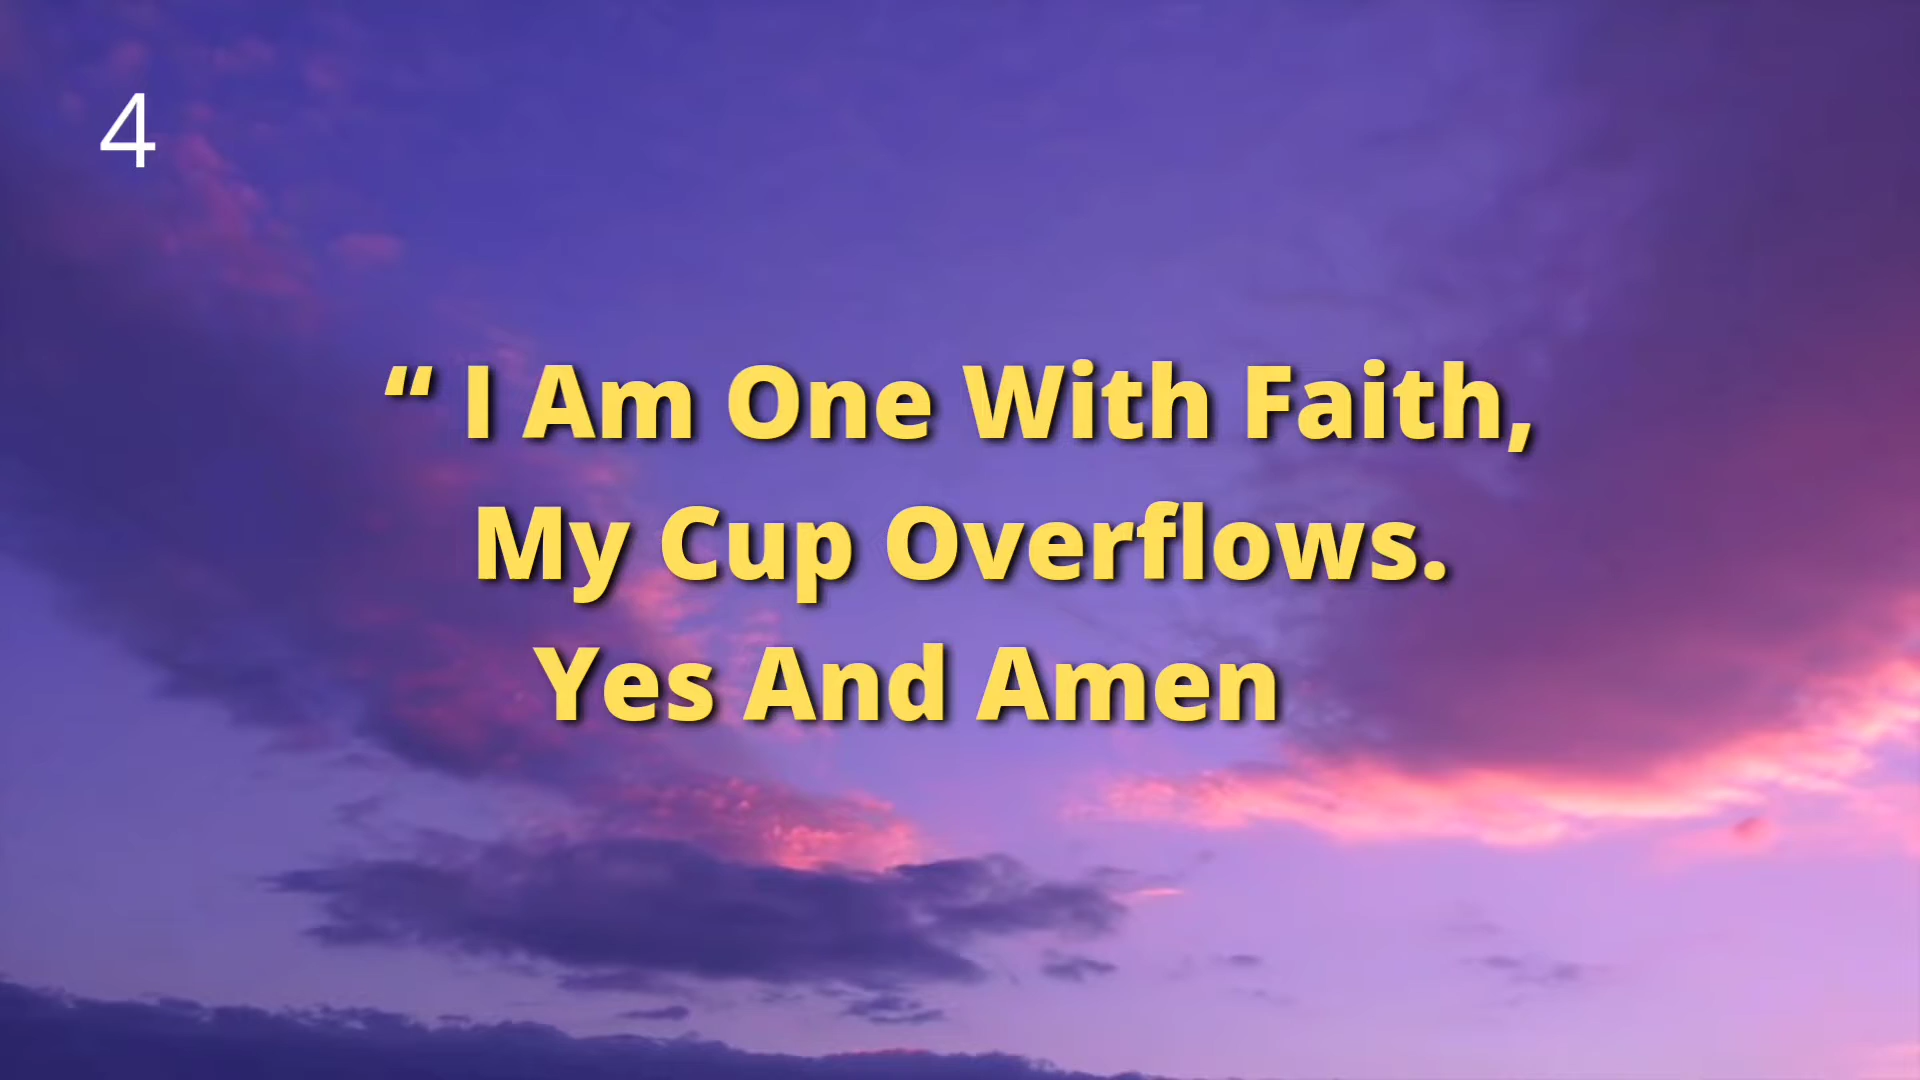 4
“ I Am One With Faith,
My Cup Overflows.
Yes And Amen